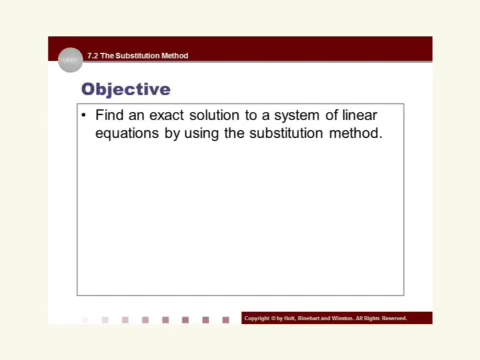 7.2 The Substitution Method
Objective
• Find an exact solution to a system of linear
equations by using the substitution method.
Copyright © by Holt, Rinehart and Winston. All Rights Reserved.